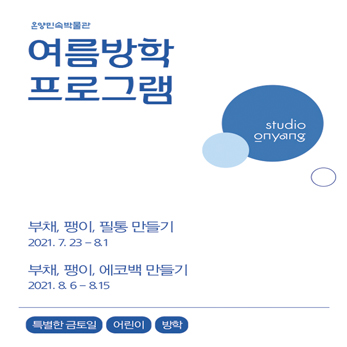 온양민속박물관
여름방학
프로그램
studio
onyang
부채, 팽이, 필통 만들기
2021. 7. 23 – 8.1
부채, 팽이, 에코백 만들기
2021. 8. 6 – 8.15
특별한 금토일 어린이 방학